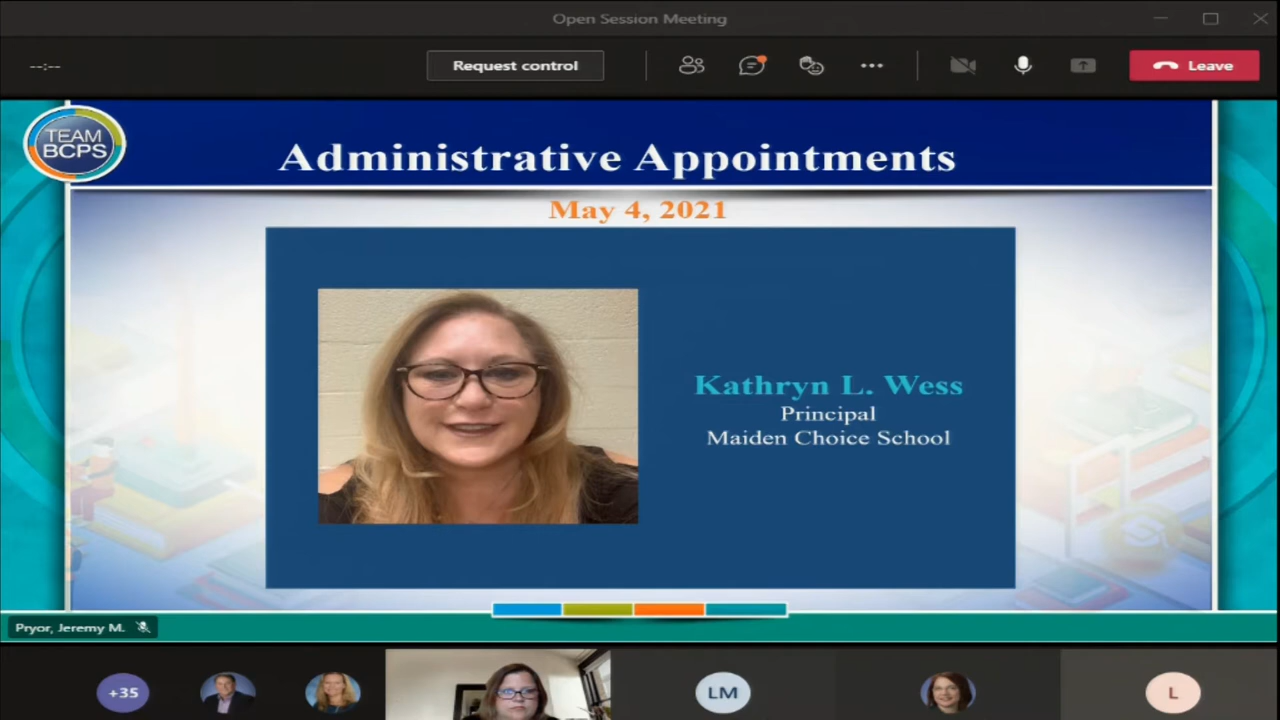 Open Session Meeting
--:--
Request control
Leave
TEAM
BCPS
Administrative Appointments
May 4, 2021
Kathryn L. Wess
Principal
Maiden Choice School
Pryor, Jeremy M.
+35
LM
L